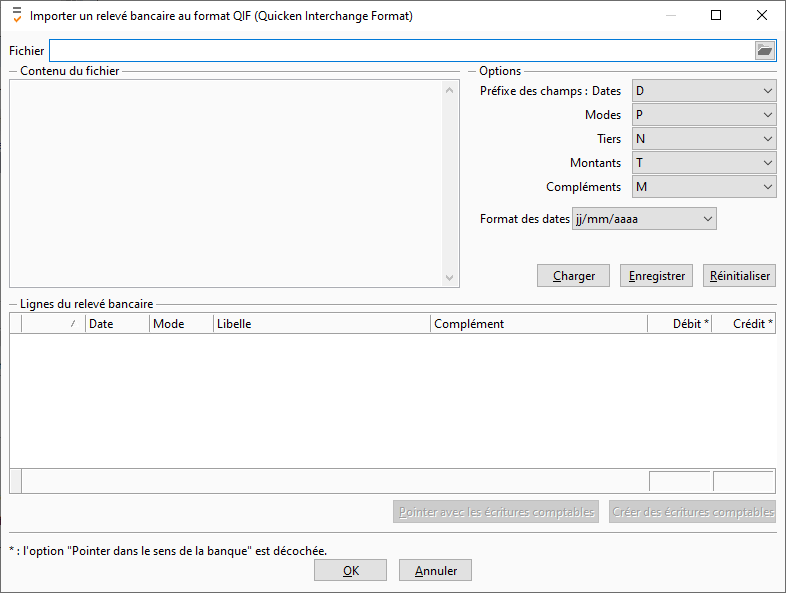 Importer un relevé bancaire au format QIF (Quicken Interchange Format)
Fichier
Contenu du fichier
Options
Préfixe des champs : Dates D
Modes P
Tiers N
Montants T
Compléments M
Format des dates jj/mm/aaaa
Charger Enregistrer Réinitialiser
Lignes du relevé bancaire
/ Date Mode Libelle Complément Débit * Crédit *
Pointer avec les écritures comptables Créer des écritures comptables
* : l'option "Pointer dans le sens de la banque" est décochée.
OK Annuler